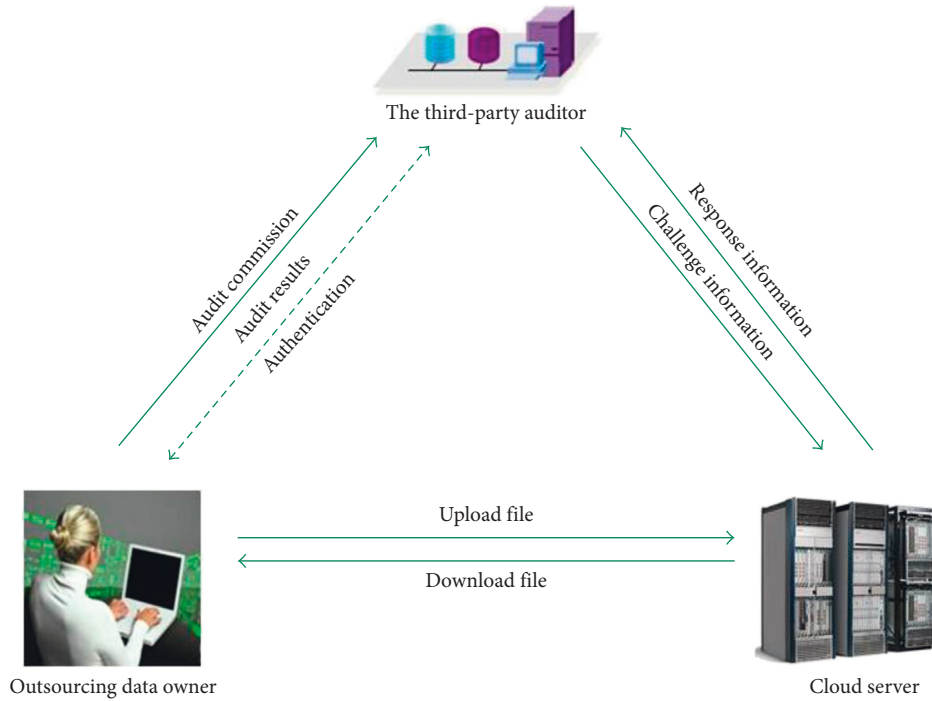 The third-party auditor
Audit commission
Audit results
Authentication
Challenge information
Response information
Upload file
Download file
Outsourcing data owner
Cloud server